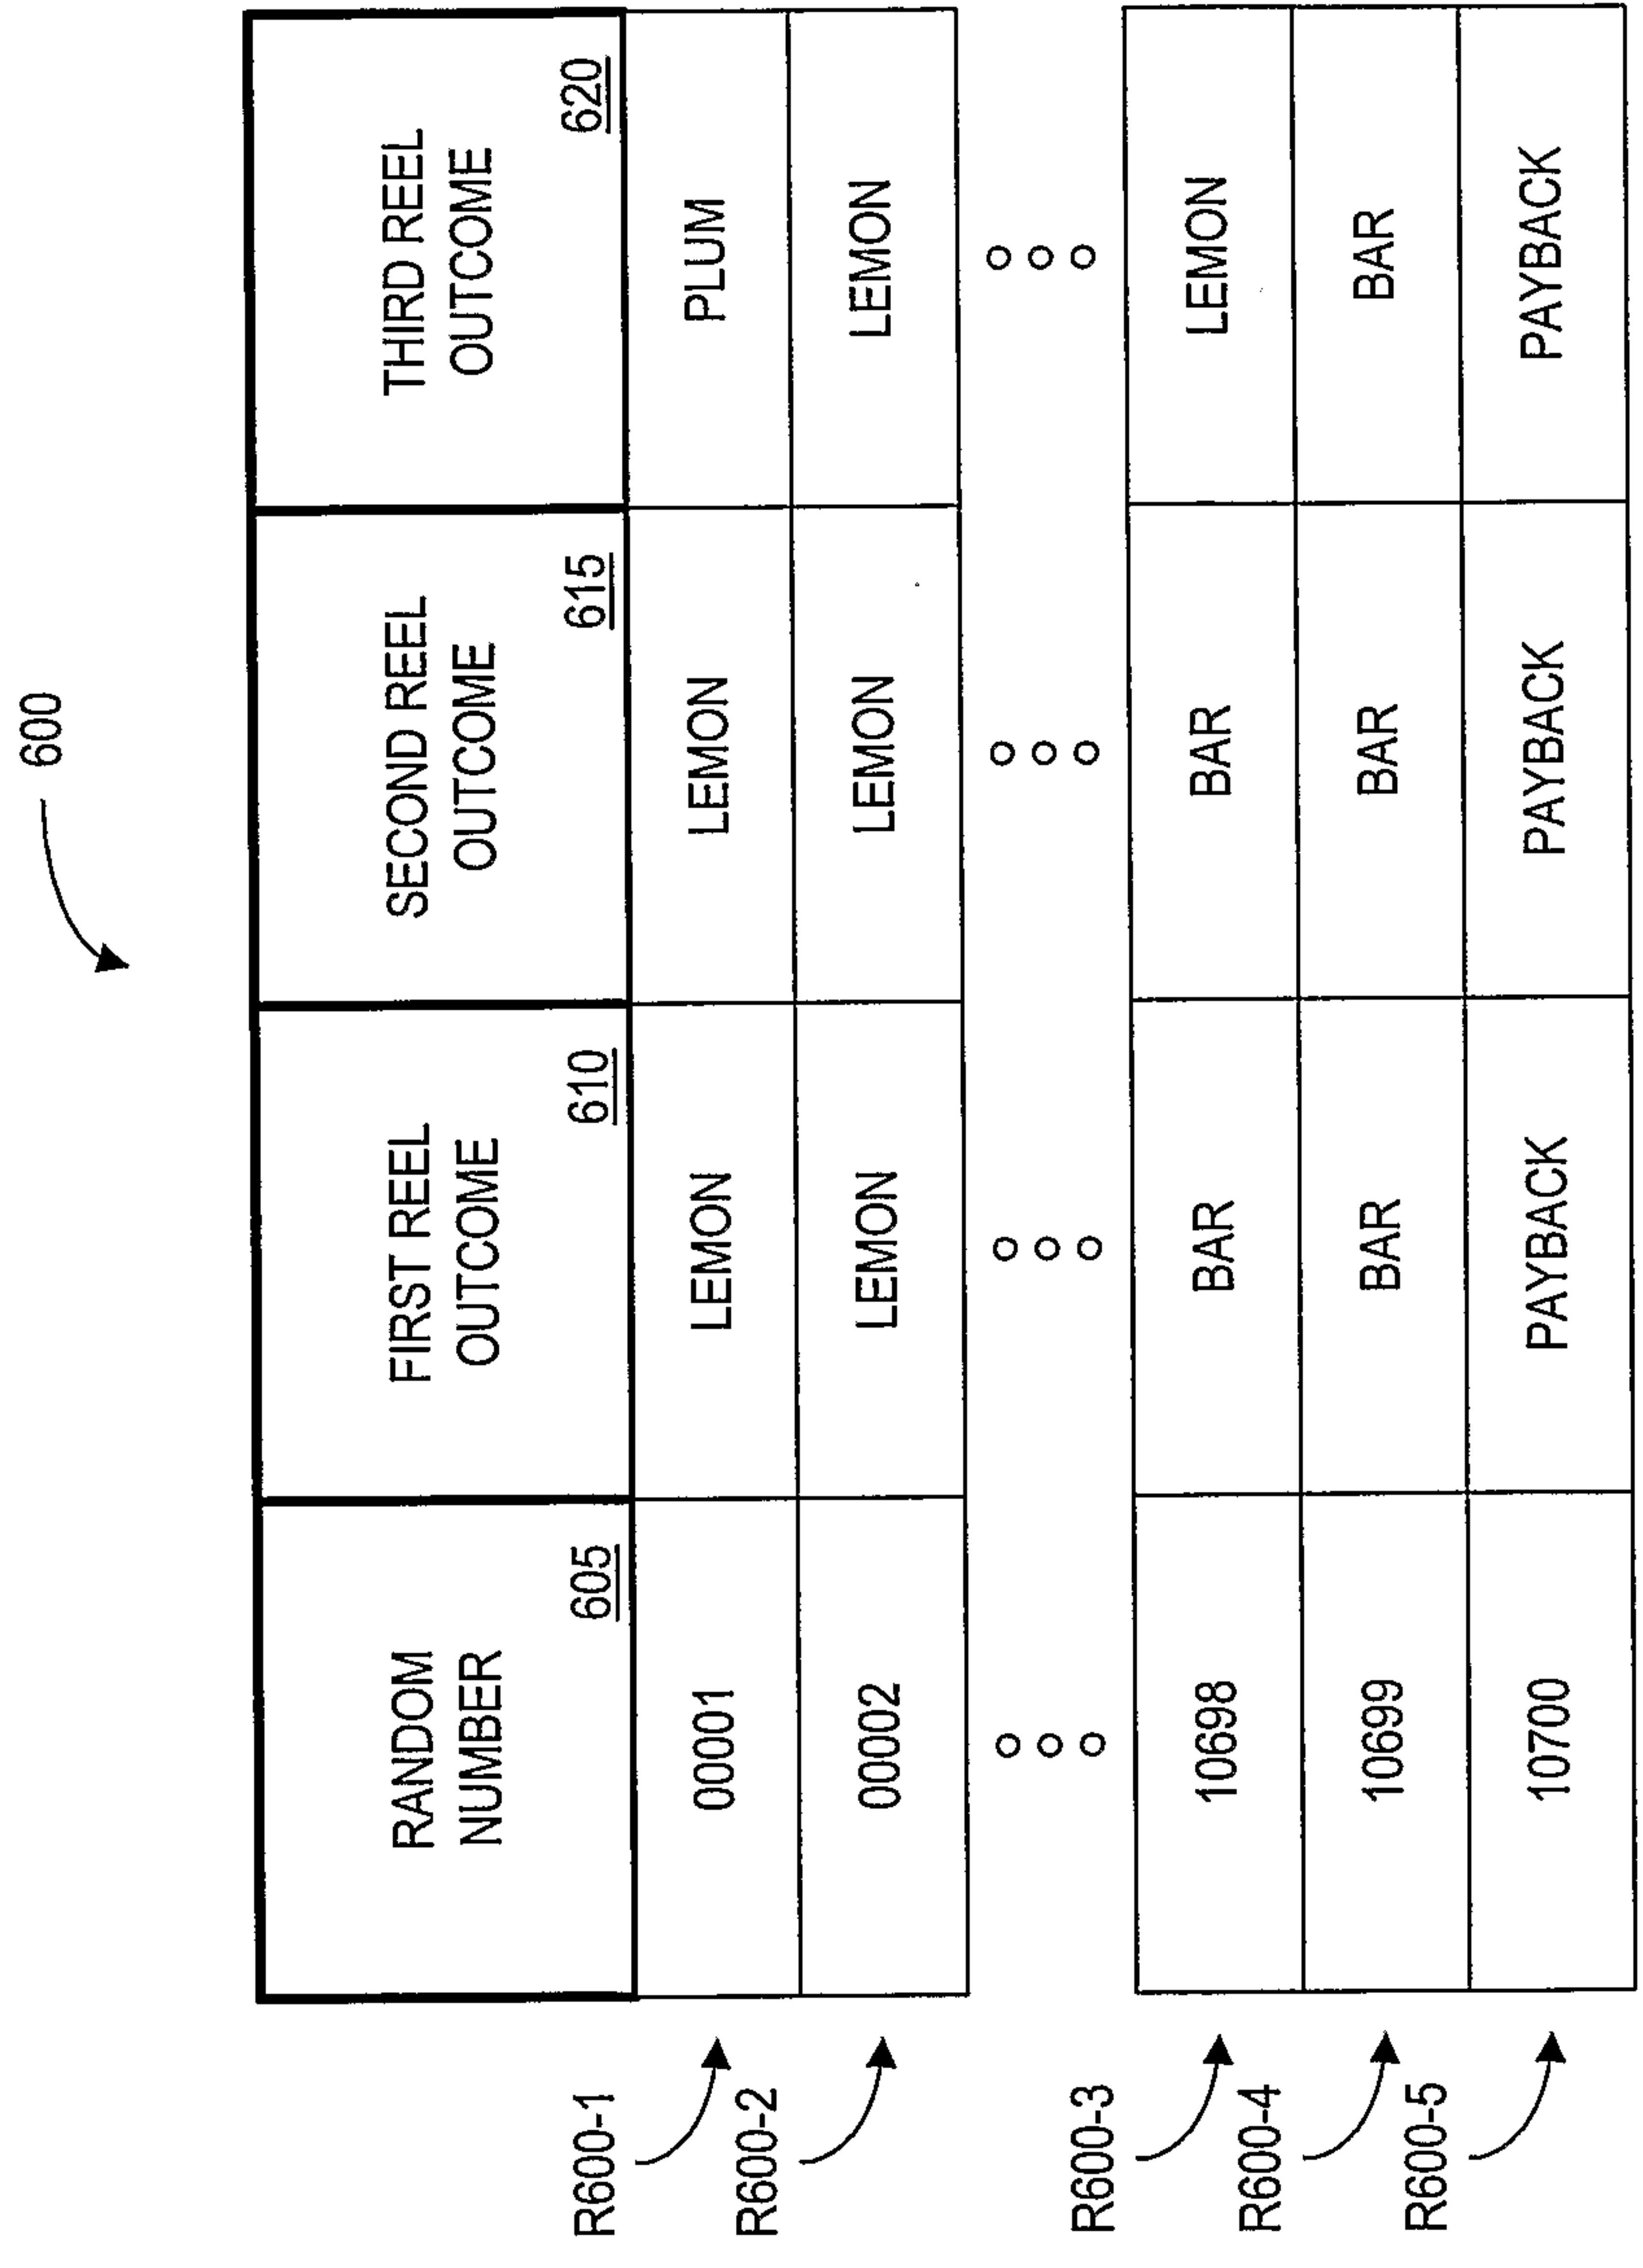 600
RANDOM
NUMBER
605
FIRST REEL
OUTCOME
610
SECOND REEL
OUTCOME
615
THIRD REEL
OUTCOME
620
R600-1
00001
LEMON
LEMON
PLUM
R600-2
00002
LEMON
LEMON
LEMON
R600-3
10698
BAR
BAR
LEMON
R600-4
10699
BAR
BAR
BAR
R600-5
10700
PAYBACK
PAYBACK
PAYBACK